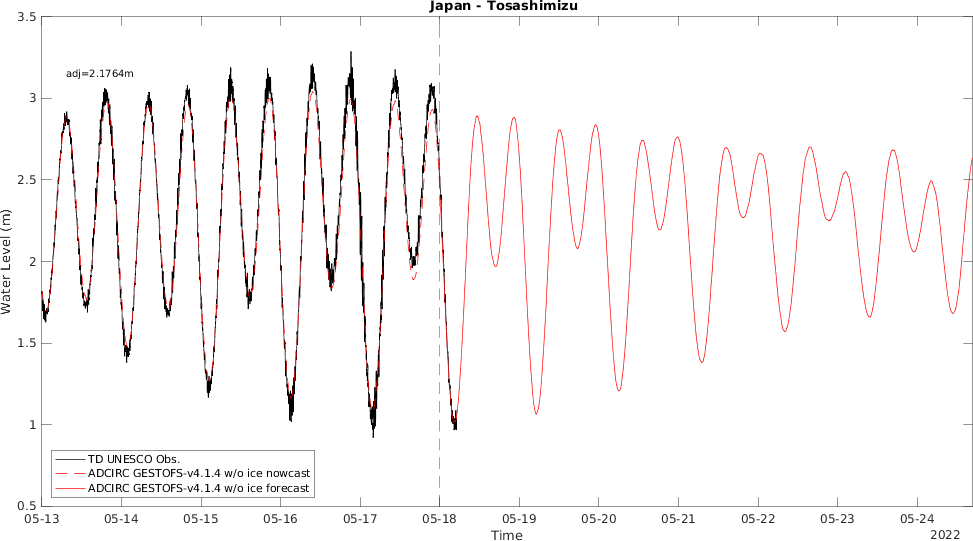 Japan - Tosashimizu
3.5
adj=2.1764m
3
2.5
2
1.5
1
0.5
Water Level (m)
TD UNESCO Obs.
ADCIRC GESTOFS-v4.1.4 w/o ice nowcast
ADCIRC GESTOFS-v4.1.4 w/o ice forecast
05-13 05-14 05-15 05-16 05-17 05-18 05-19 05-20 05-21 05-22 05-23 05-24
2022
Time